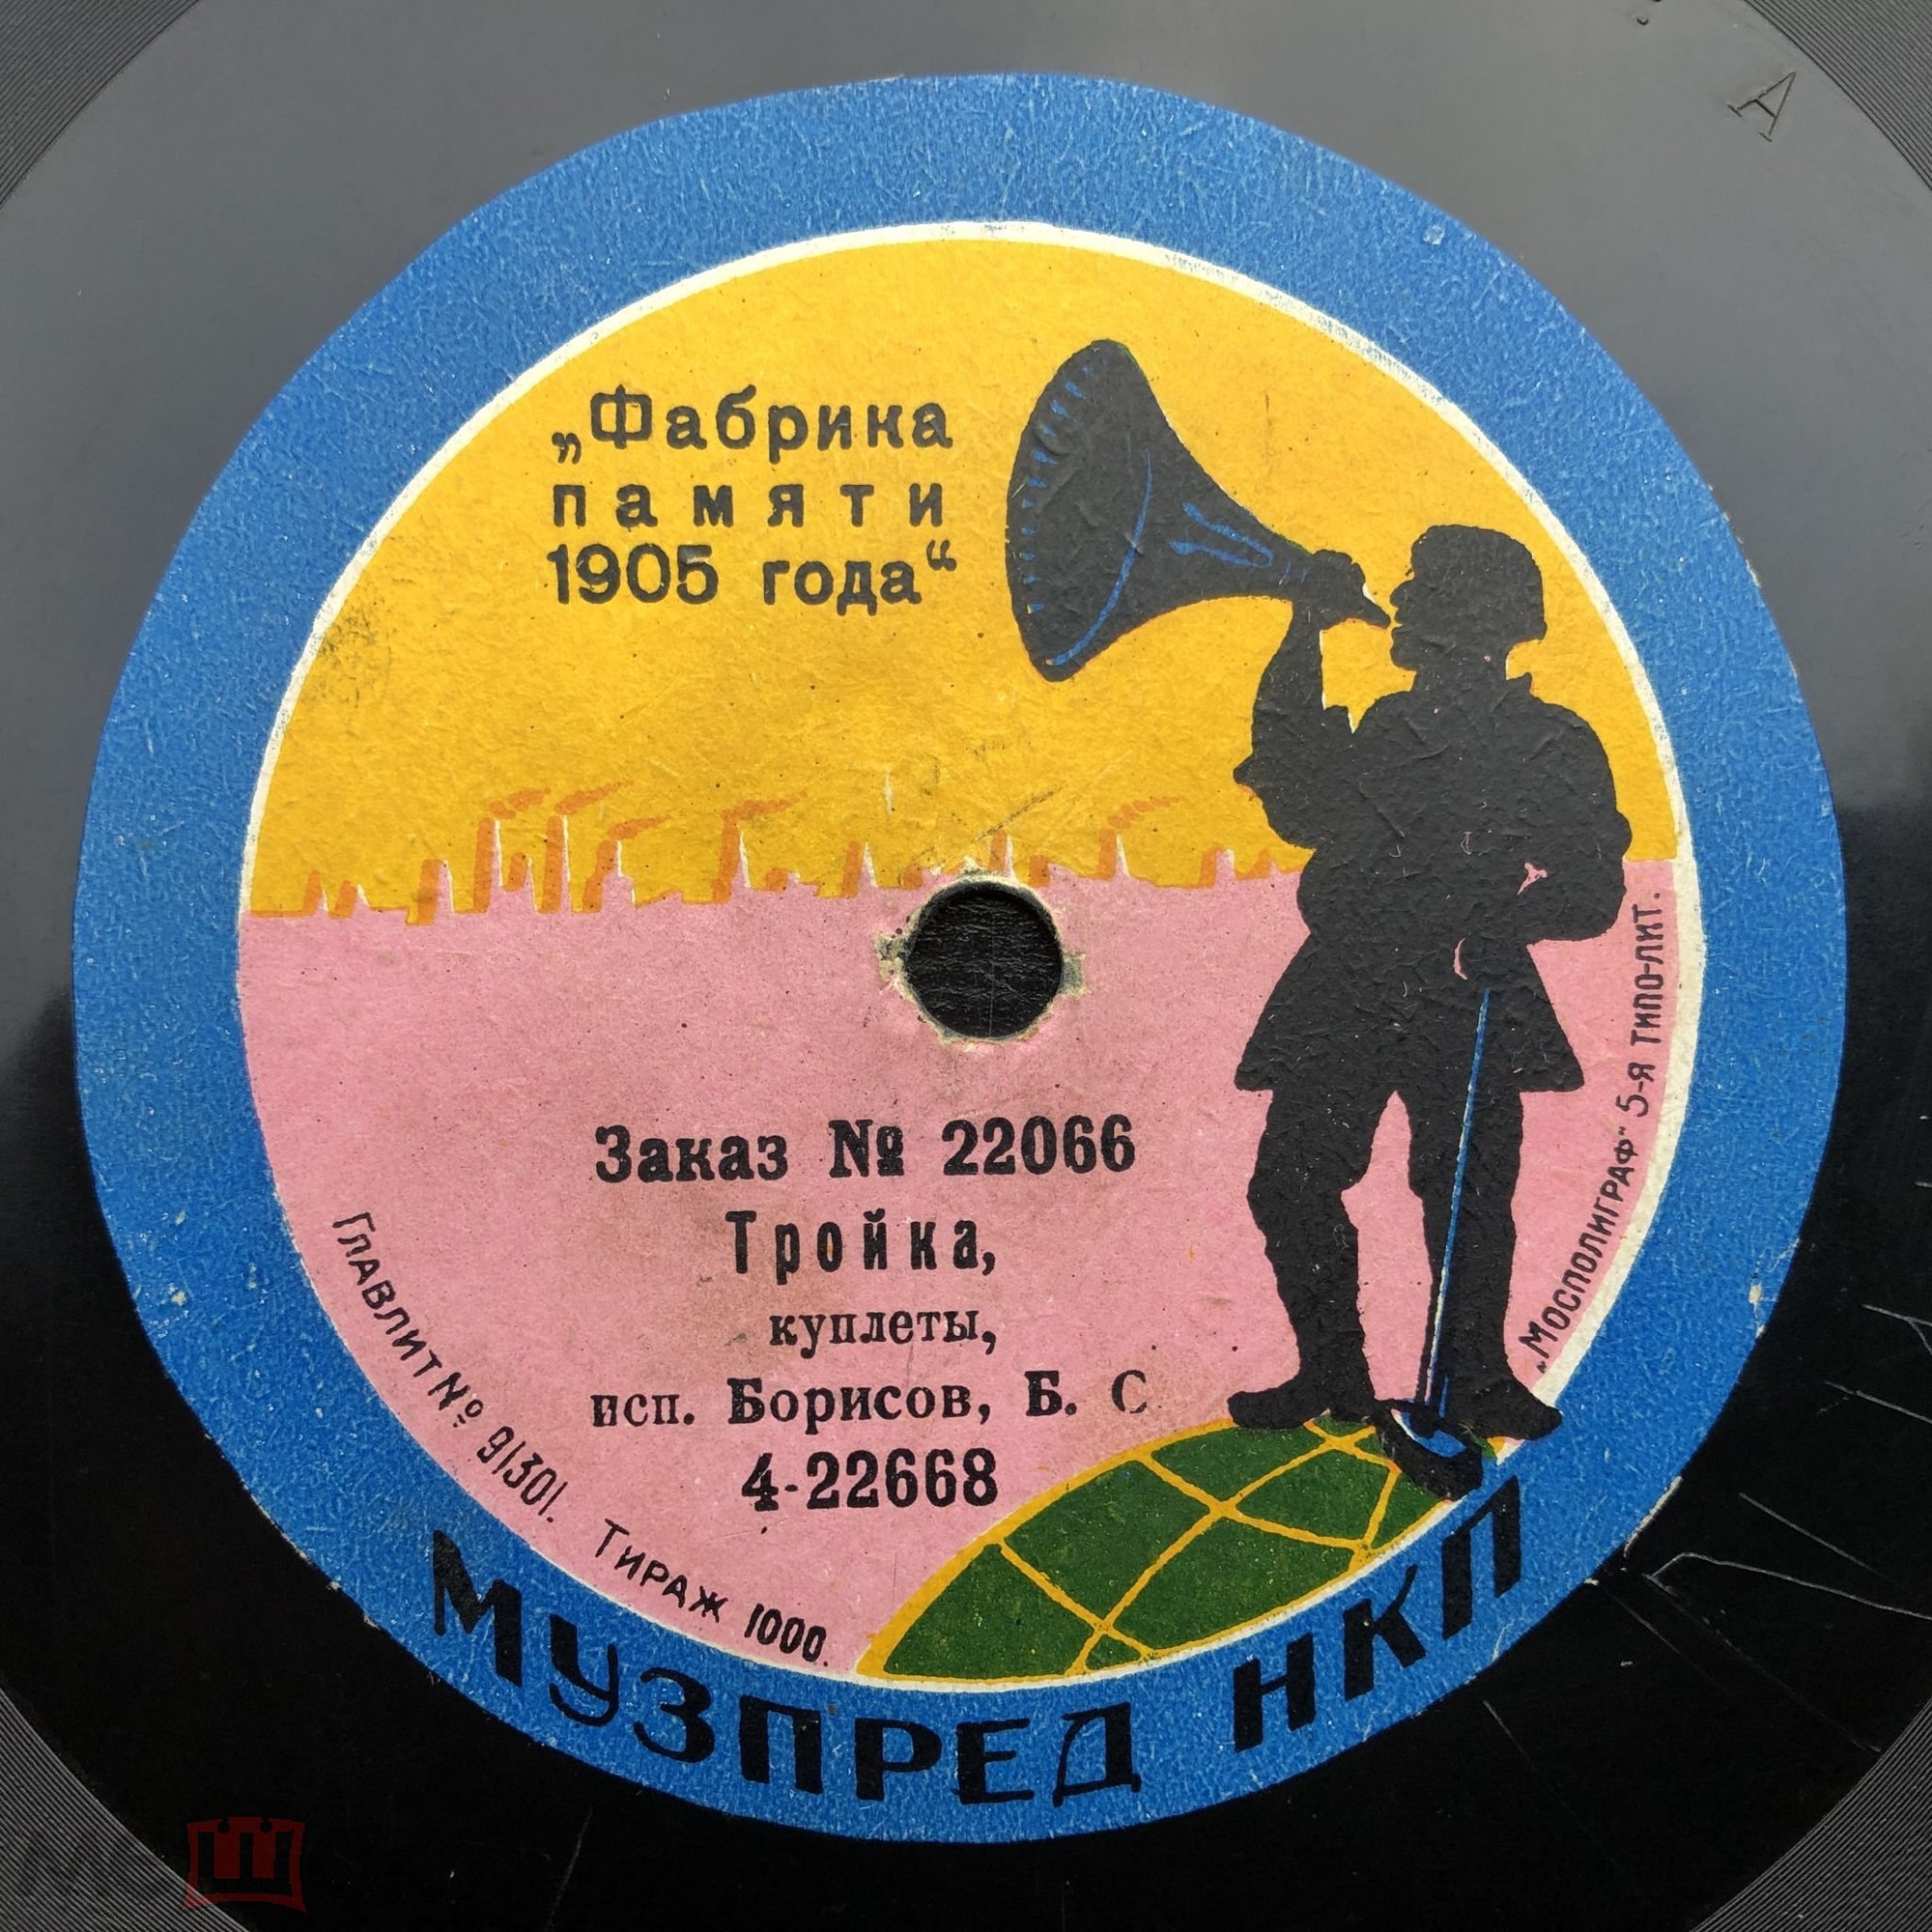 А
„Фабрика
памяти
1905 года“
Заказ № 22066
Тройка,
куплеты,
исп. Борисов, Б. С
4-22668
Главлит № 91301. Тираж 1000.
„Мосполиграф“ 5-я типо-лит.
МУЗПРЕД НКП